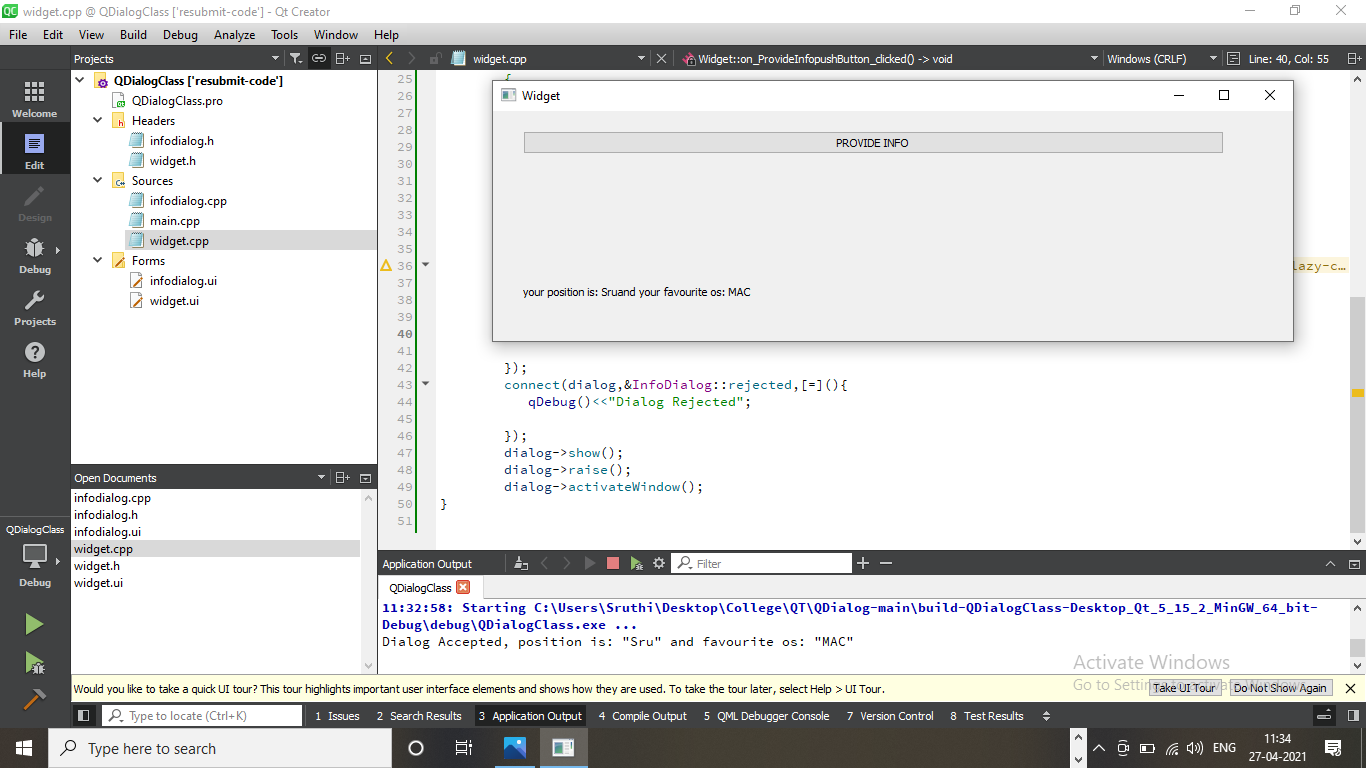 widget.cpp @ QDialogClass ['resubmit-code'] - Qt Creator
File Edit View Build Debug Analyze Tools Window Help
Projects
widget.cpp
Widget::on_ProvideInfopushButton_clicked() -> void
Windows (CRLF)
Line: 40, Col: 55
Welcome
Edit
Design
Debug
Projects
Help
QDialogClass
Debug
QDialogClass ['resubmit-code']
QDialogClass.pro
Headers
infodialog.h
widget.h
Sources
infodialog.cpp
main.cpp
widget.cpp
Forms
infodialog.ui
widget.ui
Open Documents
infodialog.cpp
infodialog.h
infodialog.ui
widget.cpp
widget.h
widget.ui
25 {
26
27
28
29
30
31
32
33
34
35
36 lazy-c...
37
38
39
40
41
42 });
43 connect(dialog,&InfoDialog::rejected,[=](){
44 qDebug()<<"Dialog Rejected";
45
46 });
47 dialog->show();
48 dialog->raise();
49 dialog->activateWindow();
50 }
51
Widget
PROVIDE INFO
your position is: Sruand your favourite os: MAC
Application Output
Filter
QDialogClass
11:32:58: Starting C:\Users\Sruthi\Desktop\College\QT\QDialog-main\build-QDialogClass-Desktop_Qt_5_15_2_MinGW_64_bit-
Debug\debug\QDialogClass.exe ...
Dialog Accepted, position is: "Sru" and favourite os: "MAC"
Activate Windows
Would you like to take a quick UI tour? This tour highlights important user interface elements and shows how they are used. To take the tour later, select Help > UI Tour.
Take UI Tour
Do Not Show Again
Type to locate (Ctrl+K)
1 Issues 2 Search Results 3 Application Output 4 Compile Output 5 QML Debugger Console 7 Version Control 8 Test Results
Type here to search
ENG
11:34
27-04-2021